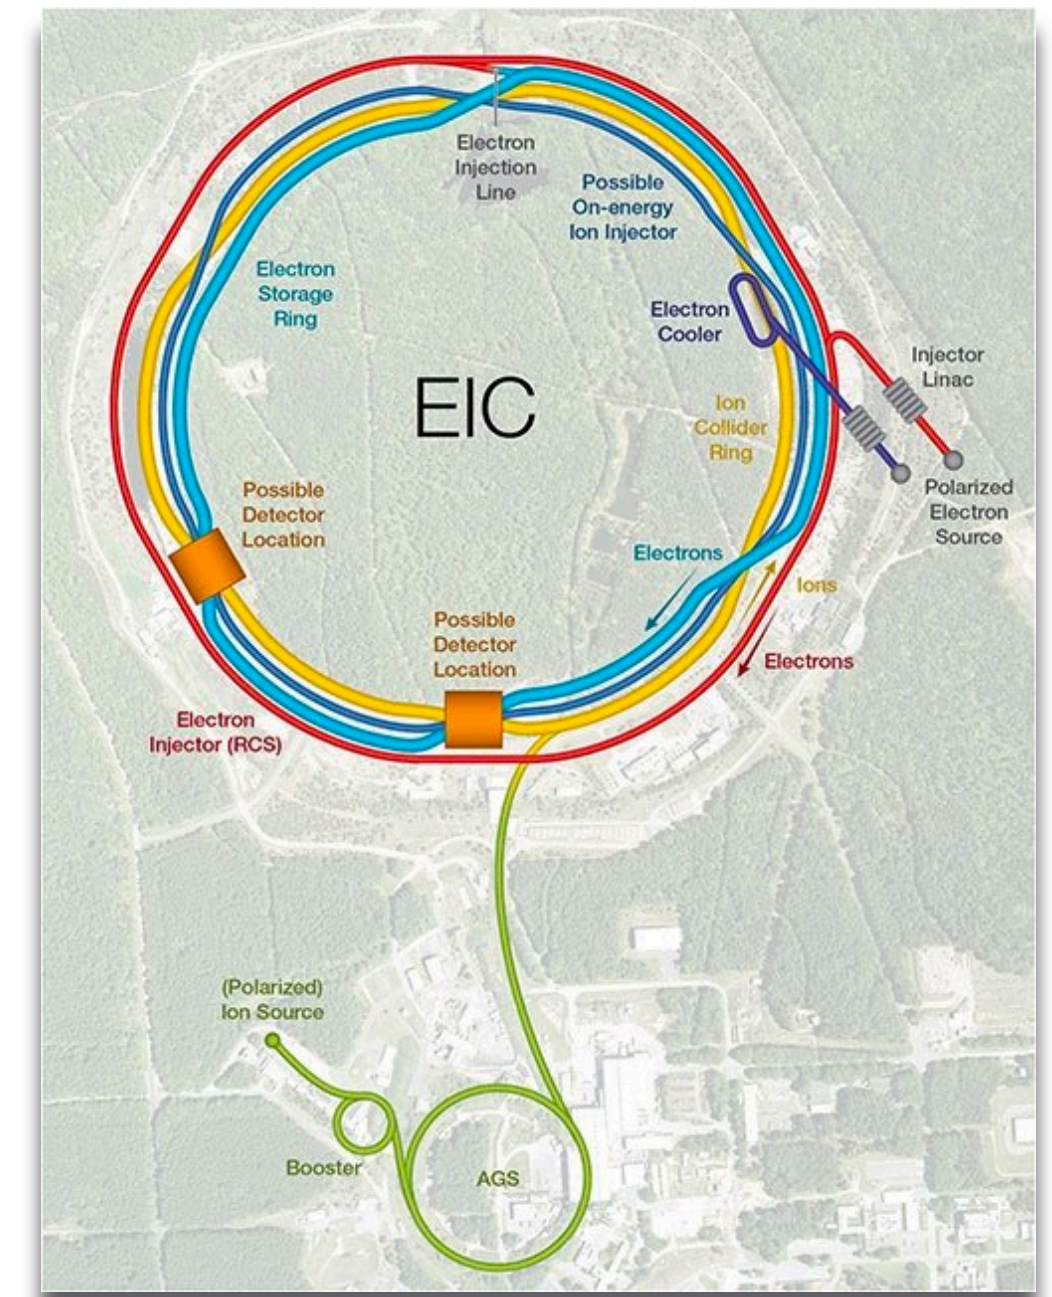 Electron
Injection
Line
Possible
On-energy
Ion Injector
Electron
Storage
Ring
Electron
Cooler
Injector
Linac
EIC
Ion
Collider
Ring
Polarized
Electron
Source
Possible
Detector
Location
Electrons
Ions
Possible
Detector
Location
Electrons
Electron
Injector (RCS)
(Polarized)
Ion Source
Booster
AGS